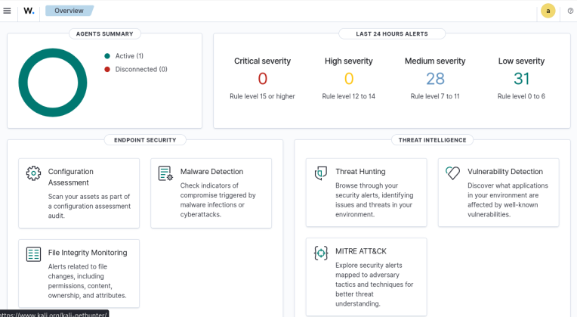 W. Overview a
AGENTS SUMMARY
Active (1)
Disconnected (0)
LAST 24 HOURS ALERTS
Critical severity
0
Rule level 15 or higher
High severity
0
Rule level 12 to 14
Medium severity
28
Rule level 7 to 11
Low severity
31
Rule level 0 to 6
ENDPOINT SECURITY
Configuration
Assessment
Scan your assets as part of
a configuration assessment
audit.
Malware Detection
Check indicators of
compromise triggered by
malware infections or
cyberattacks.
File Integrity Monitoring
Alerts related to file
changes, including
permissions, content,
ownership, and attributes.
THREAT INTELLIGENCE
Threat Hunting
Browse through your
security alerts, identifying
issues and threats in your
environment.
Vulnerability Detection
Discover what applications
in your environment are
affected by well-known
vulnerabilities.
MITRE ATT&CK
Explore security alerts
mapped to adversary
tactics and techniques for
better threat
understanding.
https://www.kali.org/kali-nethunter/